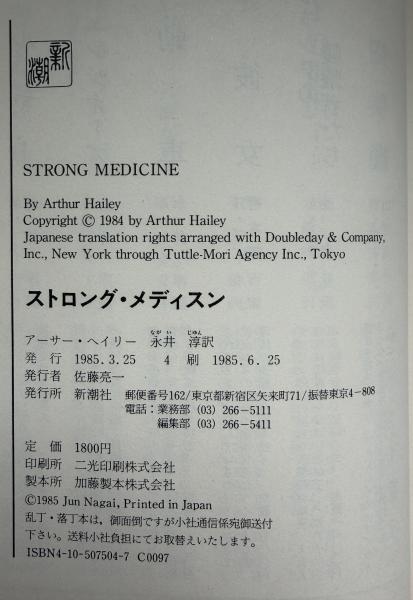 新潮
STRONG MEDICINE
By Arthur Hailey
Copyright © 1984 by Arthur Hailey
Japanese translation rights arranged with Doubleday & Company,
Inc., New York through Tuttle-Mori Agency Inc., Tokyo
ストロング・メディスン
ながい じゅん
アーサー・ヘイリー 永井 淳訳
発行 1985.3.25 4刷 1985.6.25
発行者 佐藤亮一
発行所 新潮社 郵便番号162/東京都新宿区矢来町71/振替東京4-808
電話:業務部(03)266-5111
編集部(03)266-5411
定価 1800円
印刷所 二光印刷株式会社
製本所 加藤製本株式会社
©1985 Jun Nagai, Printed in Japan
乱丁・落丁本は,御面倒ですが小社通信係宛御送付
下さい。送料小社負担にてお取替えいたします。
ISBN4-10-507504-7 C0097